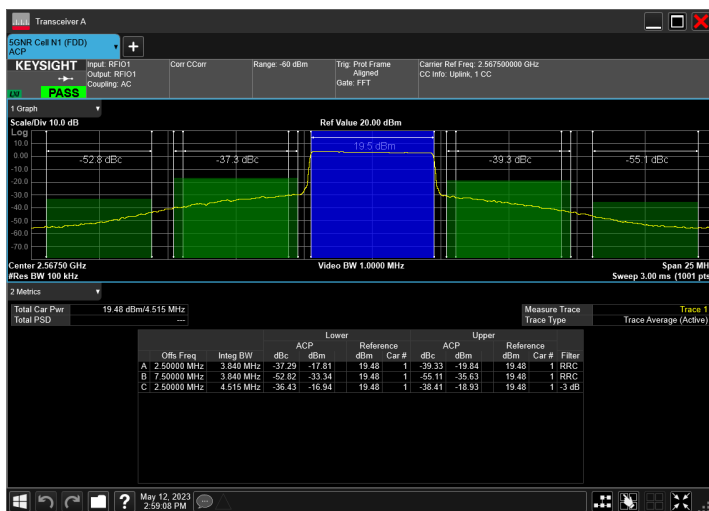 Transceiver A
5GNR Cell N1 (FDD)
ACP
KEYSIGHT
LXI PASS
Input: RFIO1
Output: RFIO1
Coupling: AC
Corr CCorr
Range: -60 dBm
Trig: Prot Frame
Aligned
Gate: FFT
Carrier Ref Freq: 2.567500000 GHz
CC Info: Uplink, 1 CC
1 Graph
Scale/Div 10.0 dB Ref Value 20.00 dBm
Log
10.0
0.00
-10.0
-20.0
-30.0
-40.0
-50.0
-60.0
-70.0
19.5 dBm
-52.8 dBc -37.3 dBc -39.3 dBc -55.1 dBc
Center 2.56750 GHz Video BW 1.0000 MHz Span 25 MH
#Res BW 100 kHz Sweep 3.00 ms (1001 pts
2 Metrics
Total Car Pwr 19.48 dBm/4.515 MHz Measure Trace Trace 1
Total PSD --- Trace Type Trace Average (Active)
Lower Upper
ACP Reference ACP Reference
Offs Freq Integ BW dBc dBm dBm Car # dBc dBm dBm Car # Filter
A 2.50000 MHz 3.840 MHz -37.29 -17.81 19.48 1 -39.33 -19.84 19.48 1 RRC
B 7.50000 MHz 3.840 MHz -52.82 -33.34 19.48 1 -55.11 -35.63 19.48 1 RRC
C 2.50000 MHz 4.515 MHz -36.43 -16.94 19.48 1 -38.41 -18.93 19.48 1 -3 dB
? May 12, 2023
2:59:08 PM